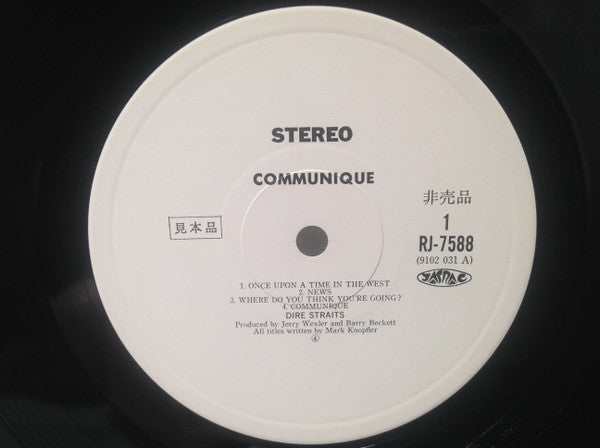 STEREO
COMMUNIQUE
見本品
非売品
1
RJ-7588
(9102 031 A)
JASRAC
1. ONCE UPON A TIME IN THE WEST
2. NEWS
3. WHERE DO YOU THINK YOU'RE GOING?
4. COMMUNIQUE
DIRE STRAITS
Produced by Jerry Wexler and Barry Beckett
All titles written by Mark Knopfler
④